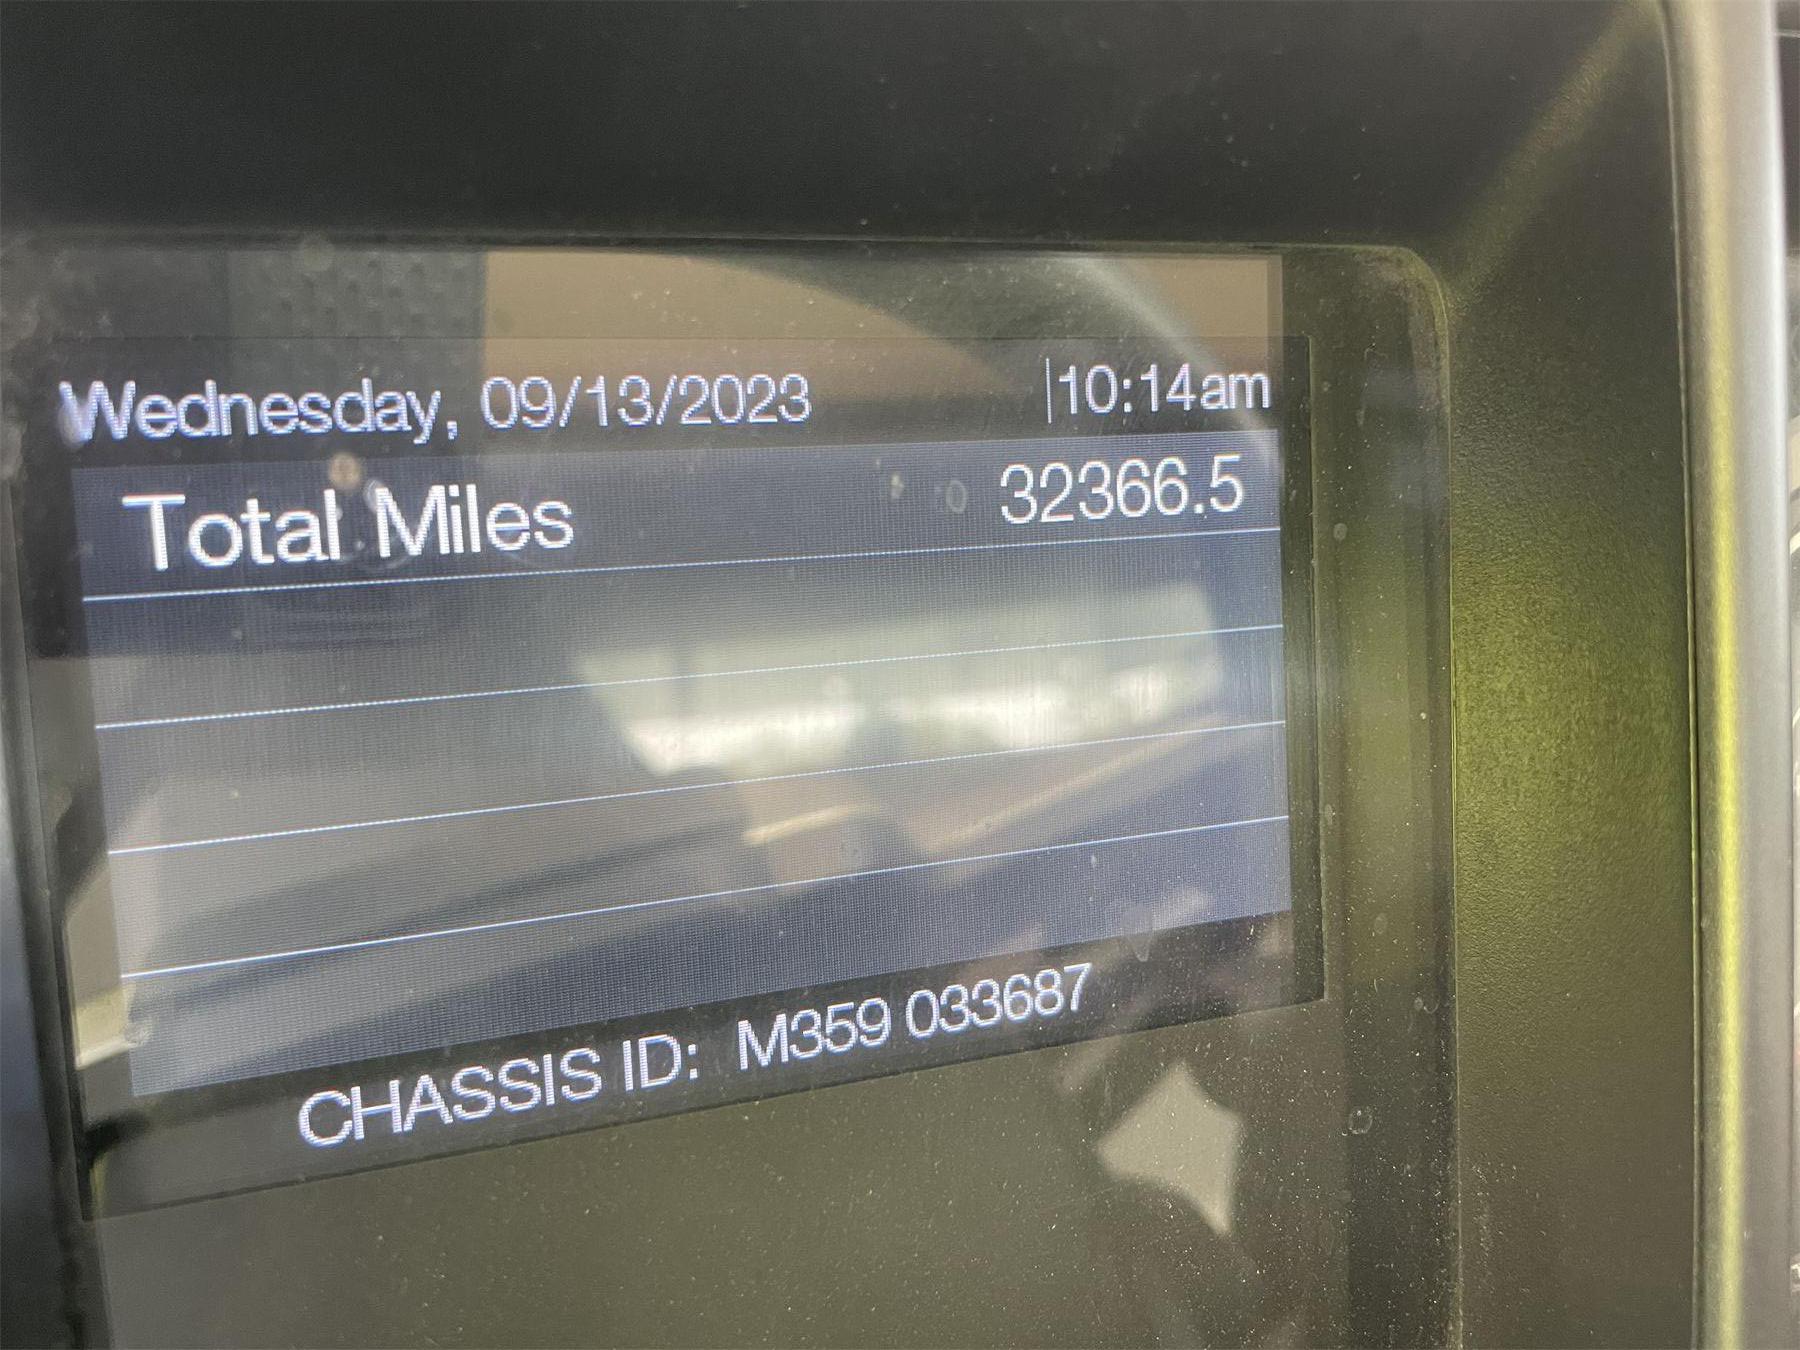 Wednesday, 09/13/2023 |10:14am
Total Miles 32366.5
CHASSIS ID: M359 033687